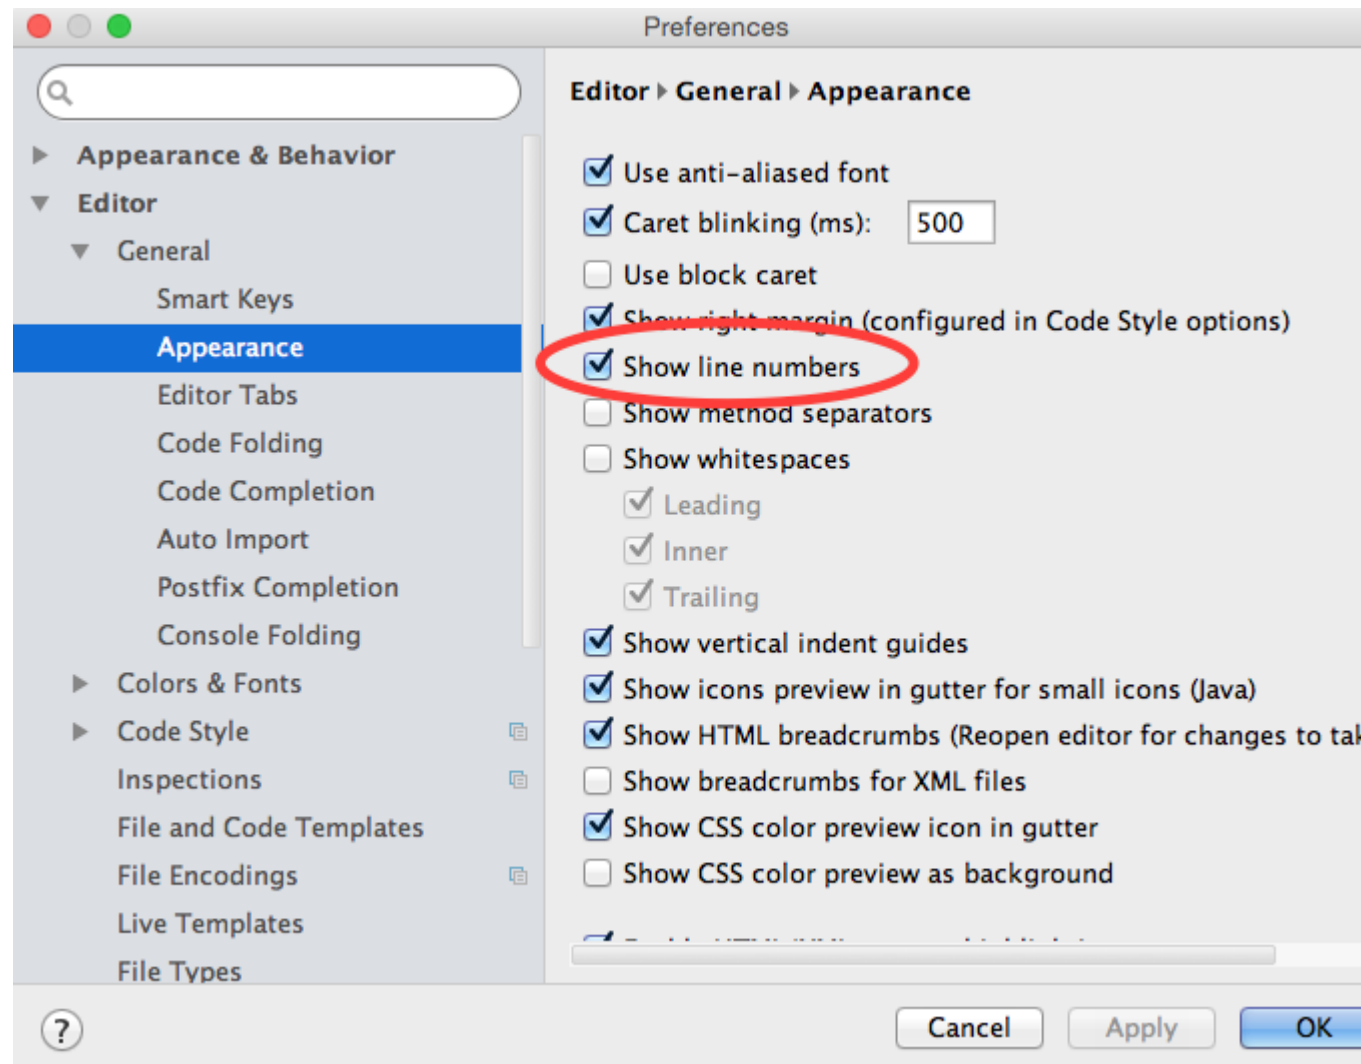 Preferences
Appearance & Behavior
Editor
General
Smart Keys
Appearance
Editor Tabs
Code Folding
Code Completion
Auto Import
Postfix Completion
Console Folding
Colors & Fonts
Code Style
Inspections
File and Code Templates
File Encodings
Live Templates
File Types
Editor General Appearance
Use anti-aliased font
Caret blinking (ms): 500
Use block caret
Show right margin (configured in Code Style options)
Show line numbers
Show method separators
Show whitespaces
Leading
Inner
Trailing
Show vertical indent guides
Show icons preview in gutter for small icons (Java)
Show HTML breadcrumbs (Reopen editor for changes to
Show breadcrumbs for XML files
Show CSS color preview icon in gutter
Show CSS color preview as background
?
Cancel
Apply
OK